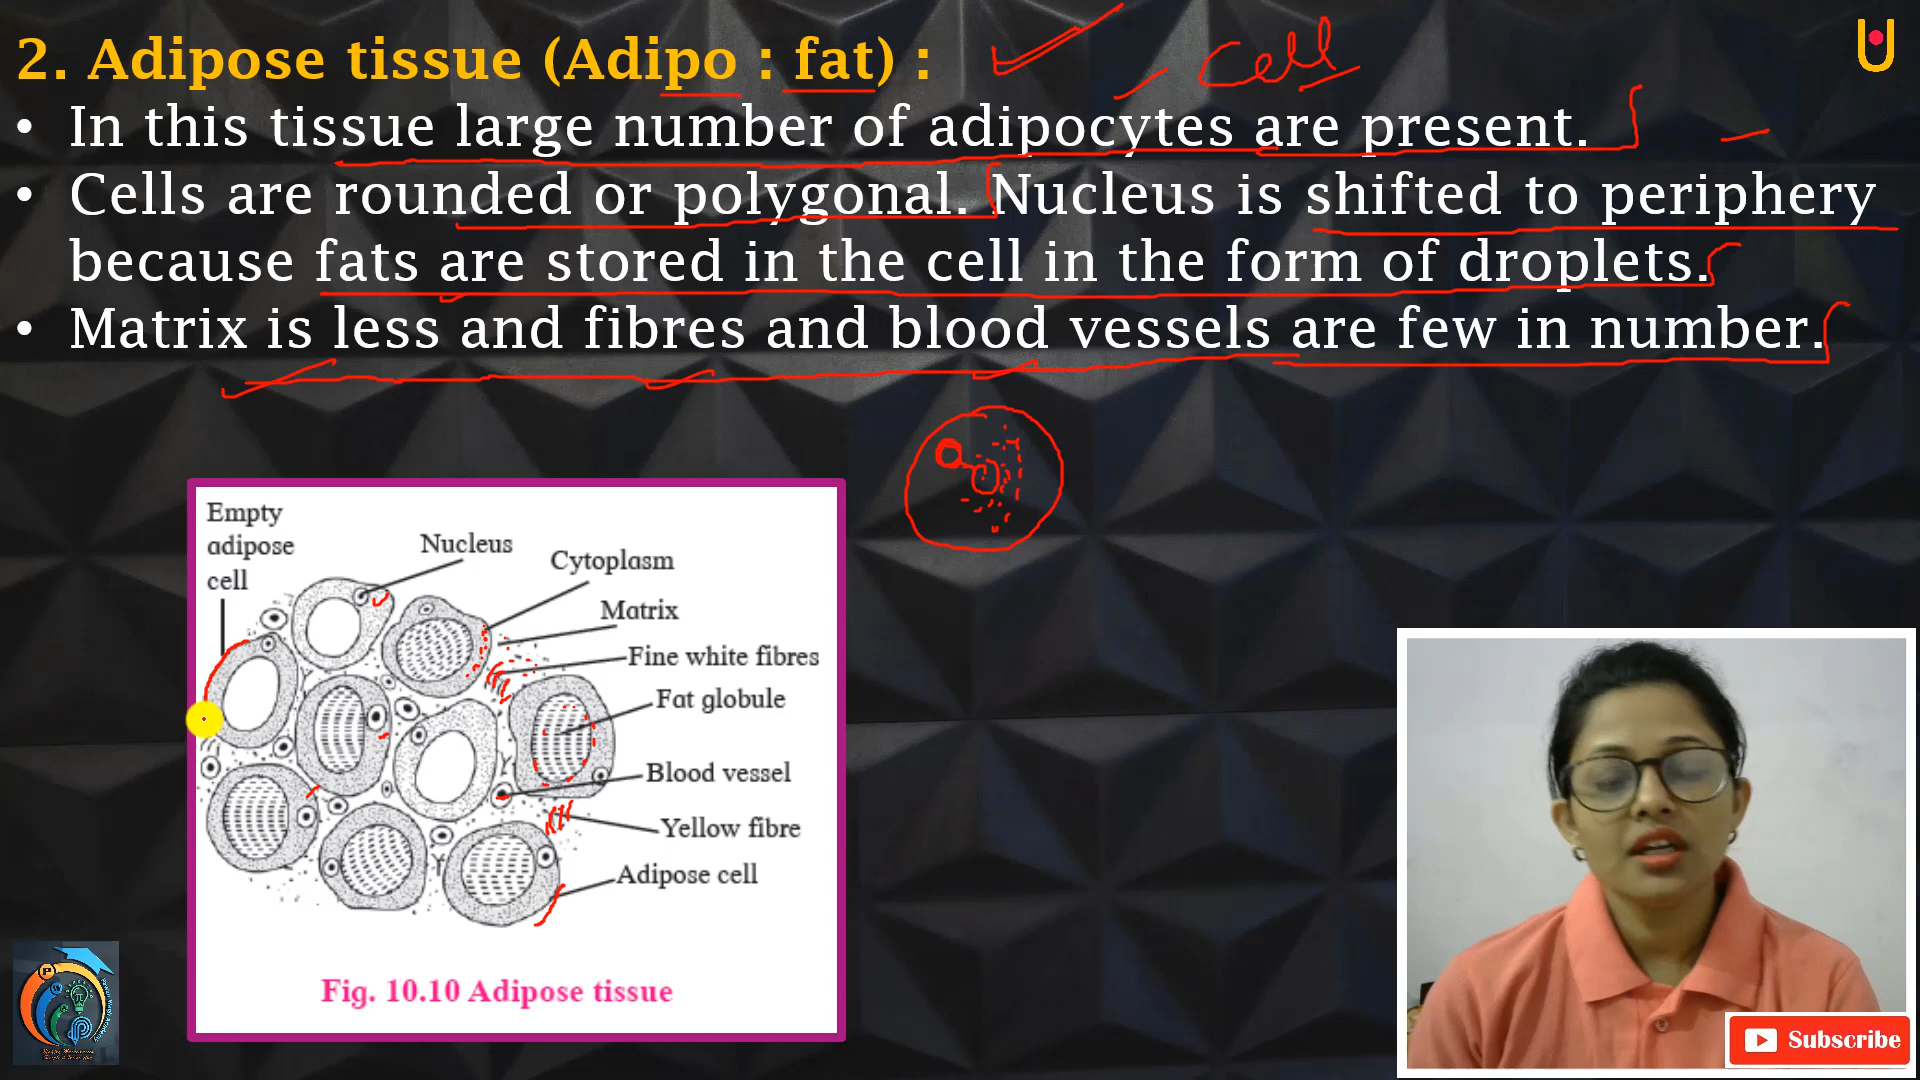 2. Adipose tissue (Adipo : fat) :
Cell
• In this tissue large number of adipocytes are present.
• Cells are rounded or polygonal. Nucleus is shifted to periphery
because fats are stored in the cell in the form of droplets.
• Matrix is less and fibres and blood vessels are few in number.
Empty
adipose
cell
Nucleus
Cytoplasm
Matrix
Fine white fibres
Fat globule
Blood vessel
Yellow fibre
Adipose cell
Fig. 10.10 Adipose tissue
Subscribe